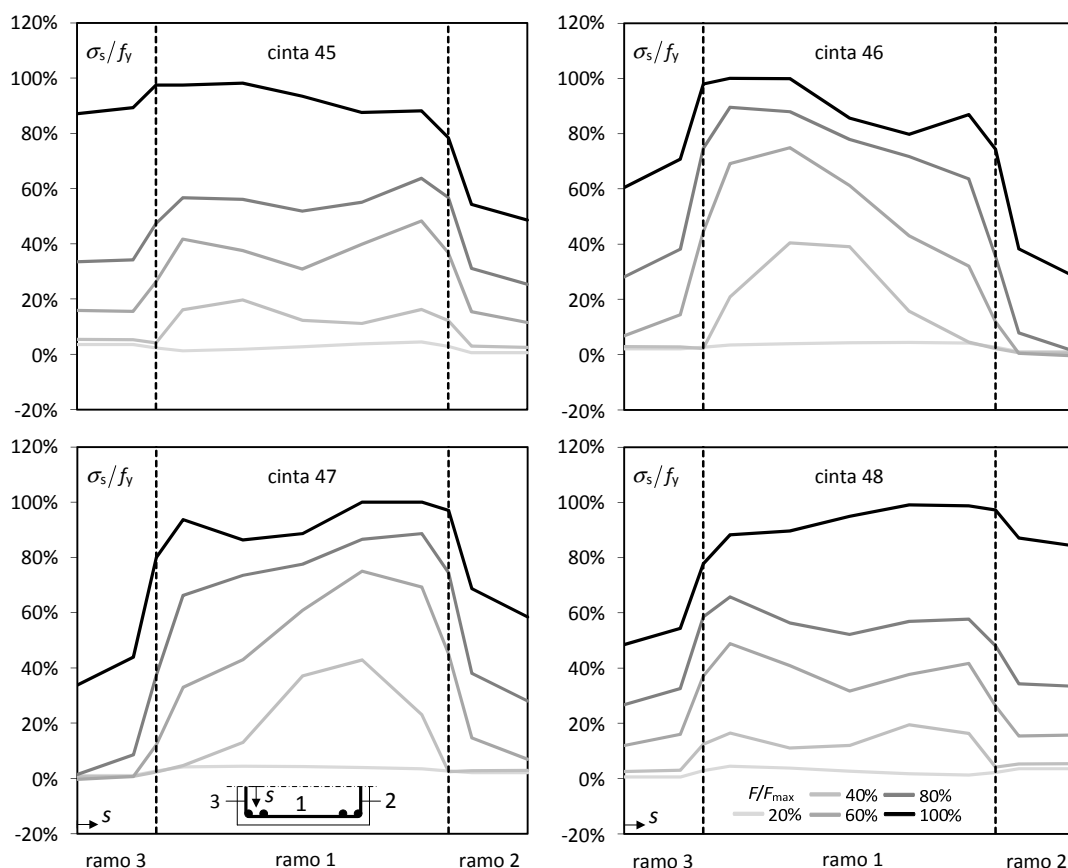 120%
100%
80%
60%
40%
20%
0%
-20%
σs/fy
cinta 45
120%
100%
80%
60%
40%
20%
0%
-20%
σs/fy
cinta 46
120%
100%
80%
60%
40%
20%
0%
-20%
σs/fy
cinta 47
3 s 1 2
s
ramo 3 ramo 1 ramo 2
120%
100%
80%
60%
40%
20%
0%
-20%
σs/fy
cinta 48
F/Fmax 40% 80%
20% 60% 100%
s
ramo 3 ramo 1 ramo 2